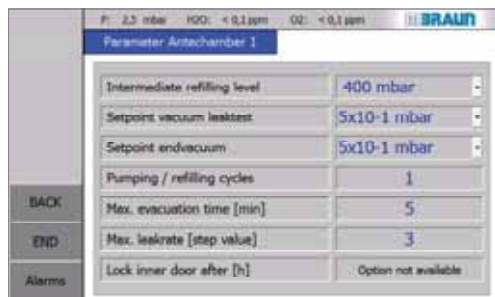 P: 2,3 mbar H2O: < 0,1 ppm O2: < 0,1 ppm MBRAUN
Parameter Antechamber 1
Intermediate refilling level 400 mbar
Setpoint vacuum leaktest 5x10-1 mbar
Setpoint endvacuum 5x10-1 mbar
Pumping / refilling cycles 1
BACK
Max. evacuation time [min] 5
END
Max. leakrate [step value] 3
Lock inner door after [h] Option not available
Alarms